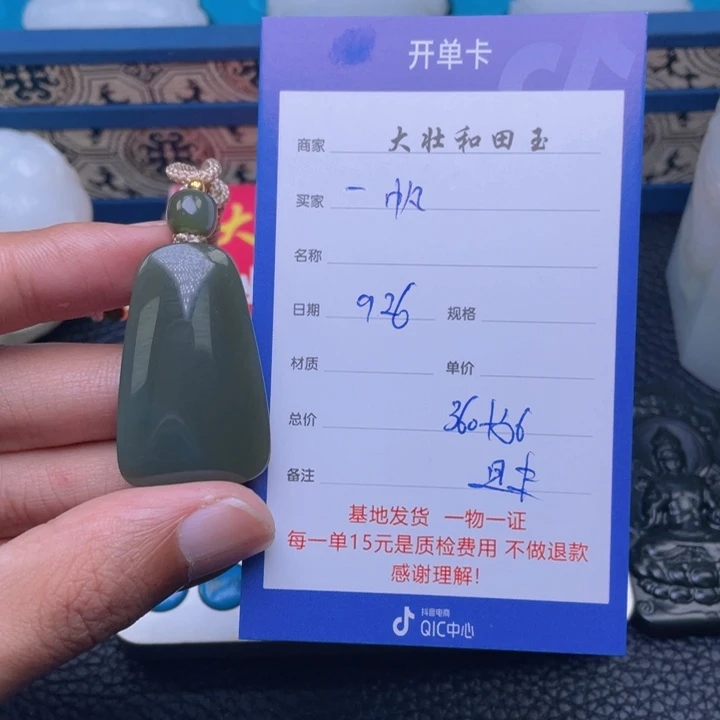 开单卡
商家 大壮和田玉
买家 一帆
名称
日期 926 规格
材质 单价
总价 360
备注
基地发货 一物一证
每一单15元是质检费用 不做退款
感谢理解!
抖音电商
QIC中心
大